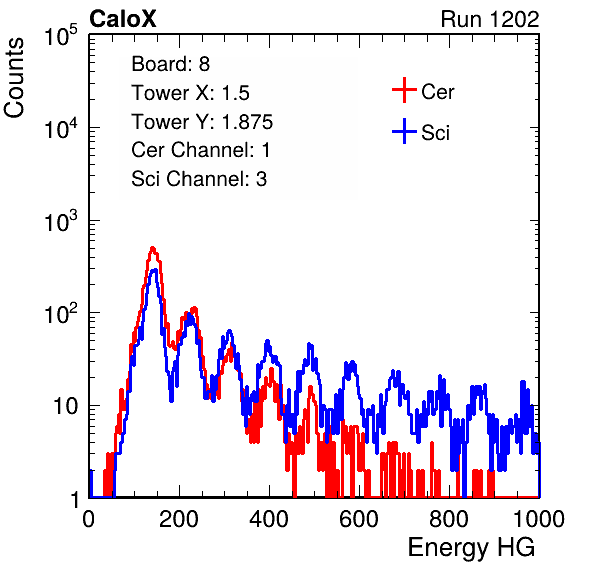 CaloX Run 1202
Counts
10^5
10^4
10^3
10^2
10
1
Board: 8
Tower X: 1.5
Tower Y: 1.875
Cer Channel: 1
Sci Channel: 3
Cer
Sci
0 200 400 600 800 1000
Energy HG